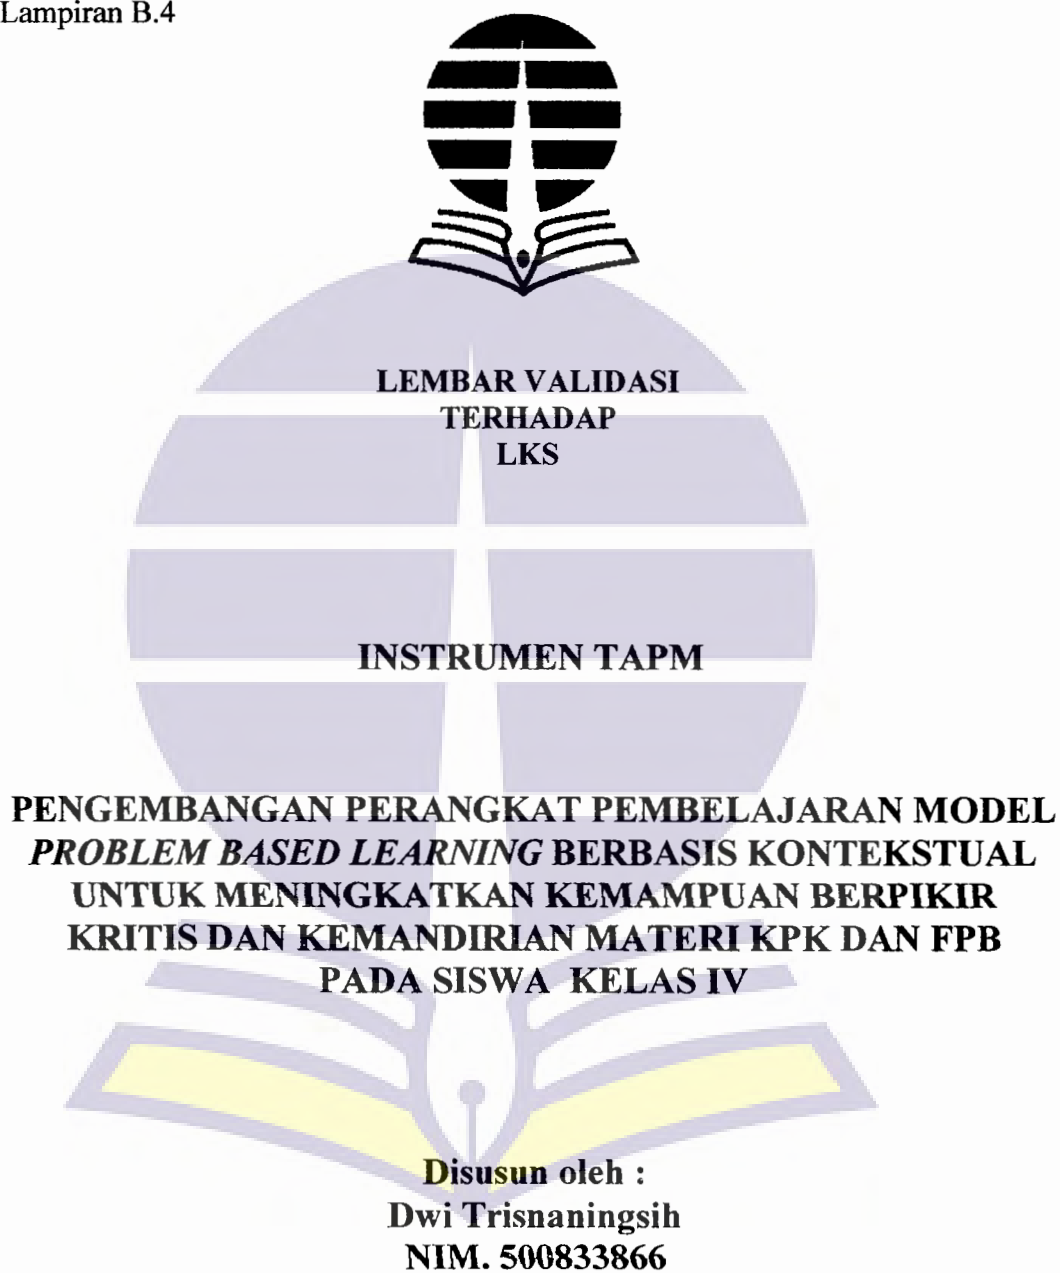 Lampiran B.4
LEMBAR VALIDASI
TERHADAP
LKS
INSTRUMEN TAPM
PENGEMBANGAN PERANGKAT PEMBELAJARAN MODEL
PROBLEM BASED LEARNING BERBASIS KONTEKSTUAL
UNTUK MENINGKATKAN KEMAMPUAN BERPIKIR
KRITIS DAN KEMANDIRIAN MATERI KPK DAN FPB
PADA SISWA KELAS IV
Disusun oleh :
Dwi Trisnaningsih
NIM. 500833866